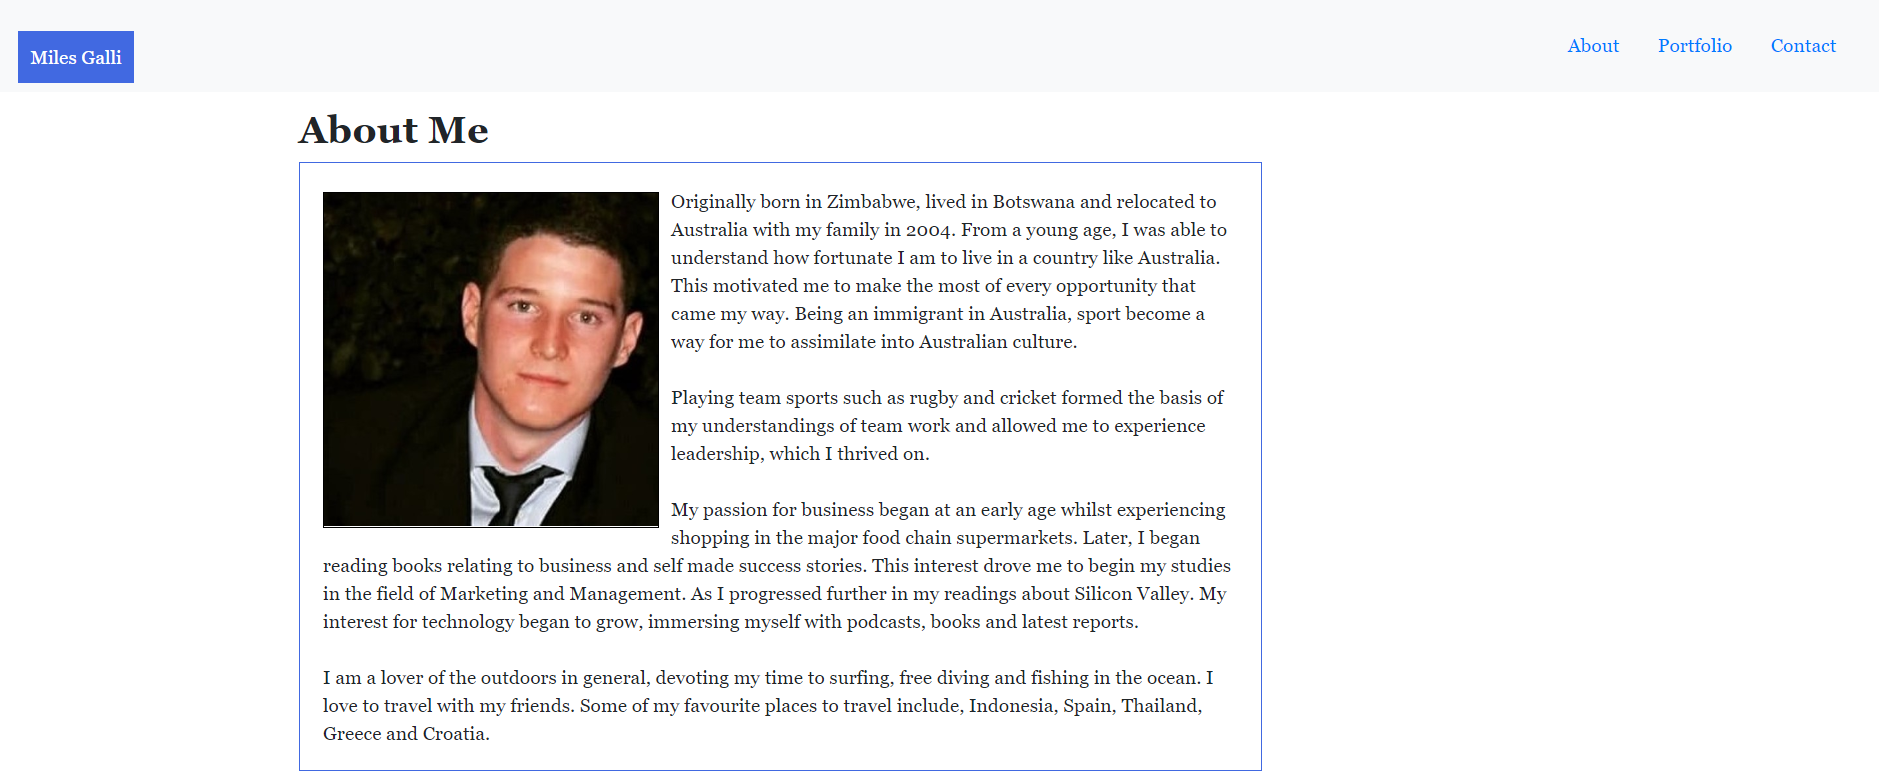 Miles Galli
About Portfolio Contact
About Me
Originally born in Zimbabwe, lived in Botswana and relocated to
Australia with my family in 2004. From a young age, I was able to
understand how fortunate I am to live in a country like Australia.
This motivated me to make the most of every opportunity that
came my way. Being an immigrant in Australia, sport become a
way for me to assimilate into Australian culture.
Playing team sports such as rugby and cricket formed the basis of
my understandings of team work and allowed me to experience
leadership, which I thrived on.
My passion for business began at an early age whilst experiencing
shopping in the major food chain supermarkets. Later, I began
reading books relating to business and self made success stories. This interest drove me to begin my studies
in the field of Marketing and Management. As I progressed further in my readings about Silicon Valley. My
interest for technology began to grow, immersing myself with podcasts, books and latest reports.
I am a lover of the outdoors in general, devoting my time to surfing, free diving and fishing in the ocean. I
love to travel with my friends. Some of my favourite places to travel include, Indonesia, Spain, Thailand,
Greece and Croatia.